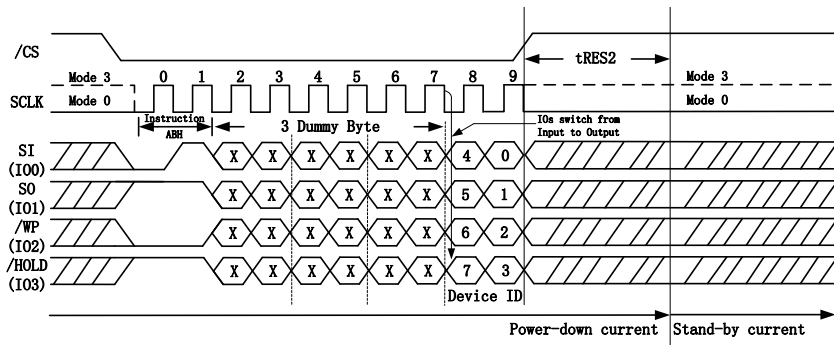 /CS
tRES2
Mode 3 0 1 2 3 4 5 6 7 8 9 Mode 3
SCLK Mode 0 Mode 0
Instruction
ABH
3 Dummy Byte
IOs switch from
Input to Output
SI
(IO0)
X X X X X X 4 0
SO
(IO1)
X X X X X X 5 1
/WP
(IO2)
X X X X X X 6 2
/HOLD
(IO3)
X X X X X X 7 3
Device ID
Power-down current Stand-by current